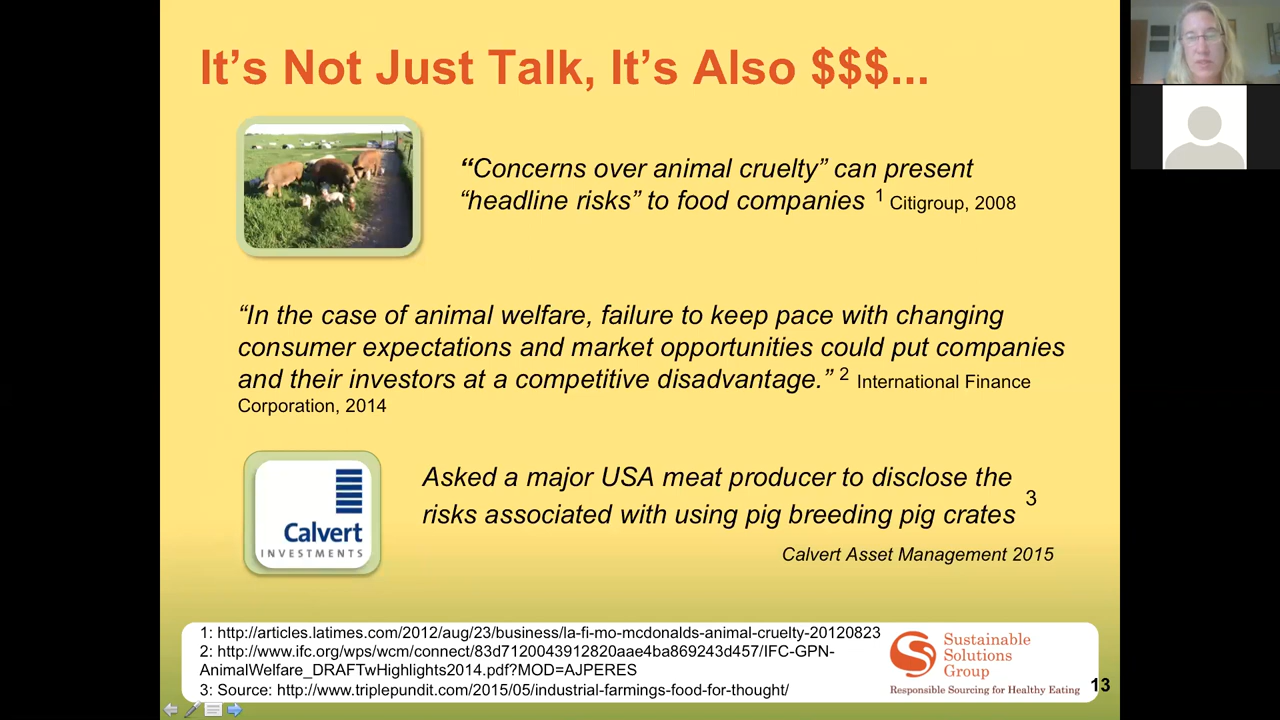 It's Not Just Talk, It's Also $$$...
“Concerns over animal cruelty” can present
“headline risks” to food companies 1 Citigroup, 2008
“In the case of animal welfare, failure to keep pace with changing
consumer expectations and market opportunities could put companies
and their investors at a competitive disadvantage.” 2 International Finance
Corporation, 2014
Calvert
INVESTMENTS
Asked a major USA meat producer to disclose the
risks associated with using pig breeding pig crates 3
Calvert Asset Management 2015
1: http://articles.latimes.com/2012/aug/23/business/la-fi-mo-mcdonalds-animal-cruelty-20120823
2: http://www.ifc.org/wps/wcm/connect/83d7120043912820aae4ba869243d457/IFC-GPN-
AnimalWelfare_DRAFTwHighlights2014.pdf?MOD=AJPERES
3: Source: http://www.triplepundit.com/2015/05/industrial-farmings-food-for-thought/
Sustainable
Solutions
Group
Responsible Sourcing for Healthy Eating
13